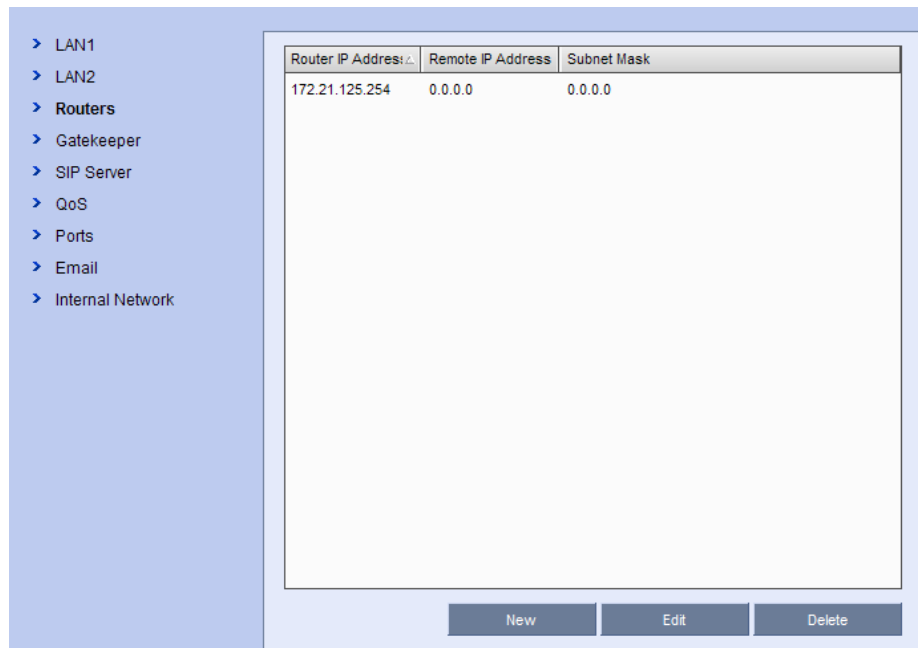 LAN1
LAN2
Routers
Gatekeeper
SIP Server
QoS
Ports
Email
Internal Network
Router IP Address Remote IP Address Subnet Mask
172.21.125.254 0.0.0.0 0.0.0.0
New Edit Delete